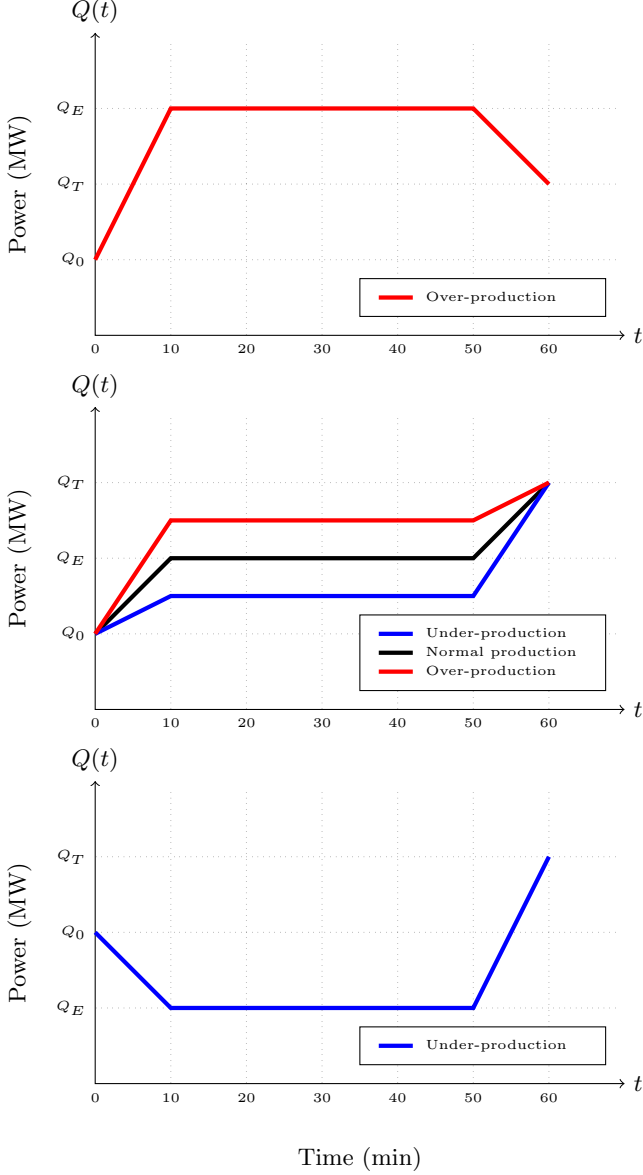 Q(t)
Power (MW)
Q_E
Q_T
Q_0
Over-production
0 10 20 30 40 50 60 t
Q(t)
Power (MW)
Q_T
Q_E
Q_0
Under-production
Normal production
Over-production
0 10 20 30 40 50 60 t
Q(t)
Power (MW)
Q_T
Q_0
Q_E
Under-production
0 10 20 30 40 50 60 t
Time (min)